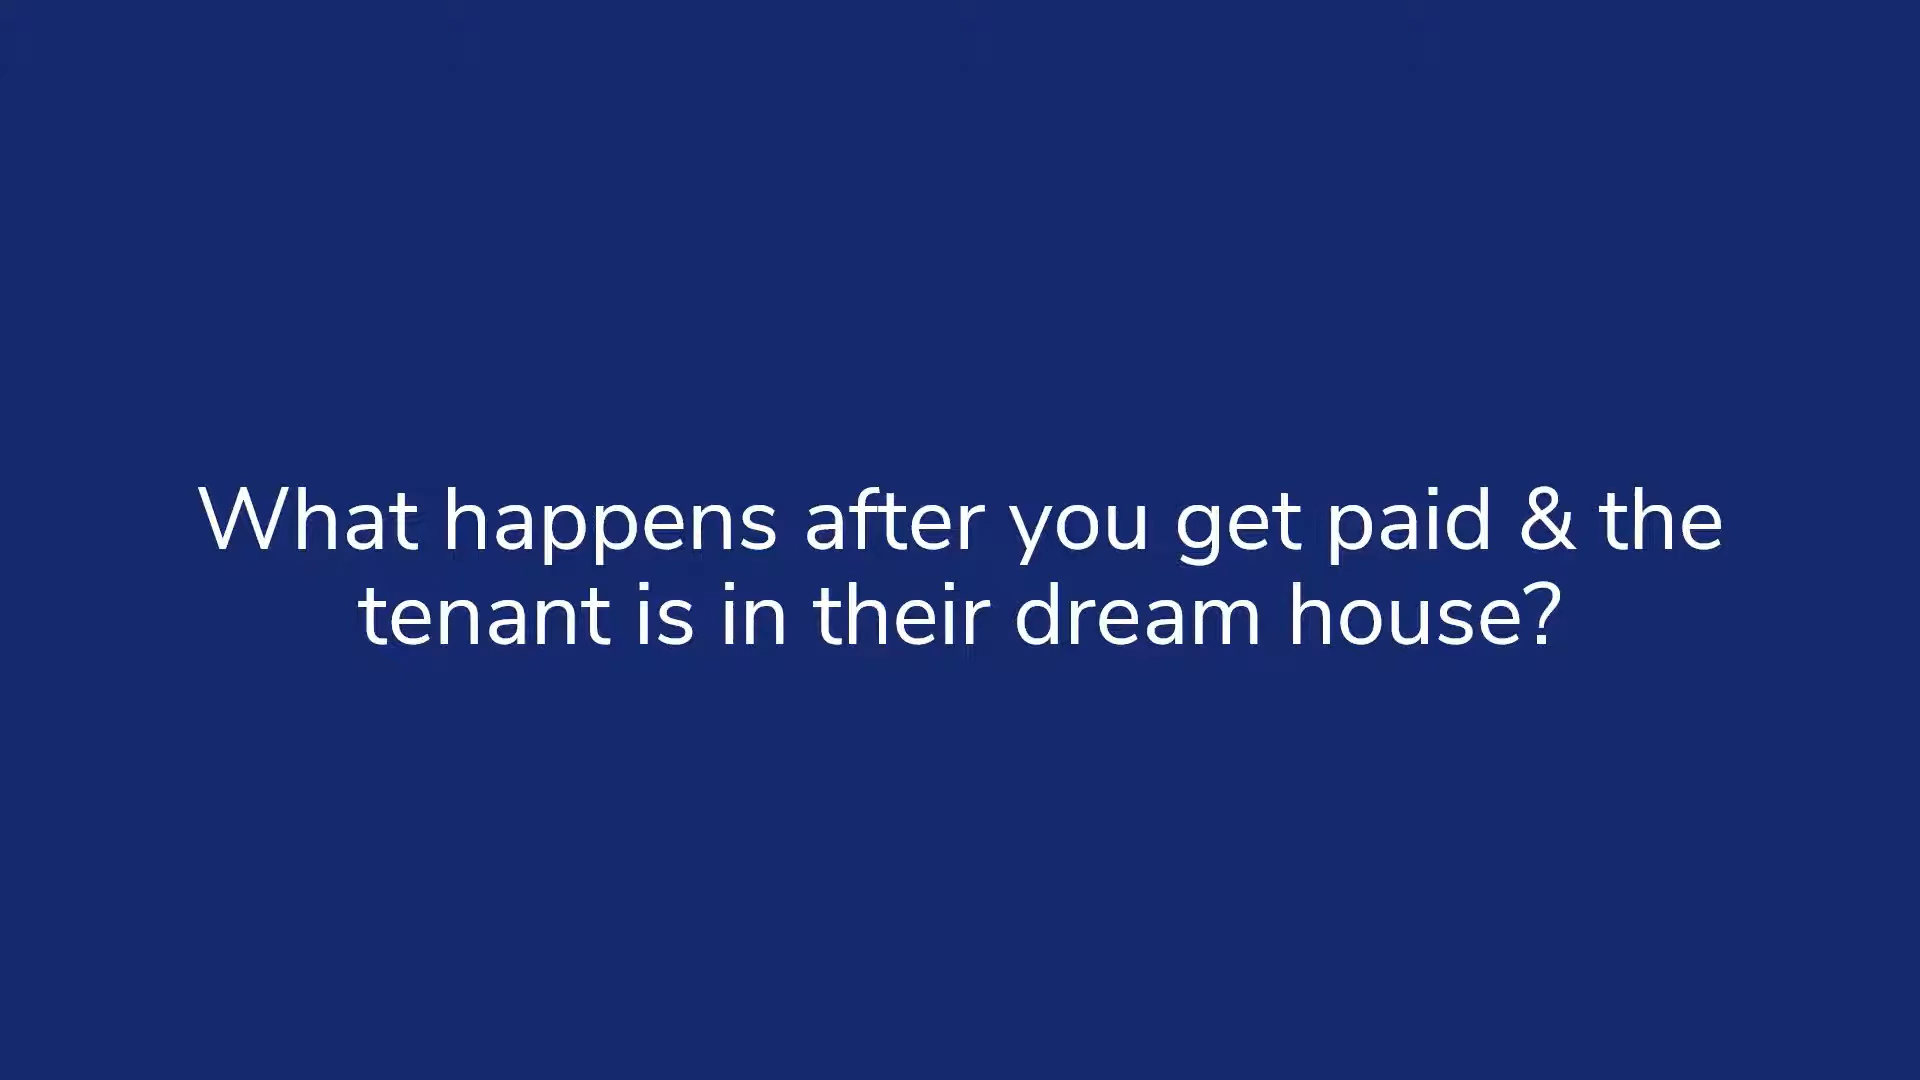 What happens after you get paid & the
tenant is in their dream house?